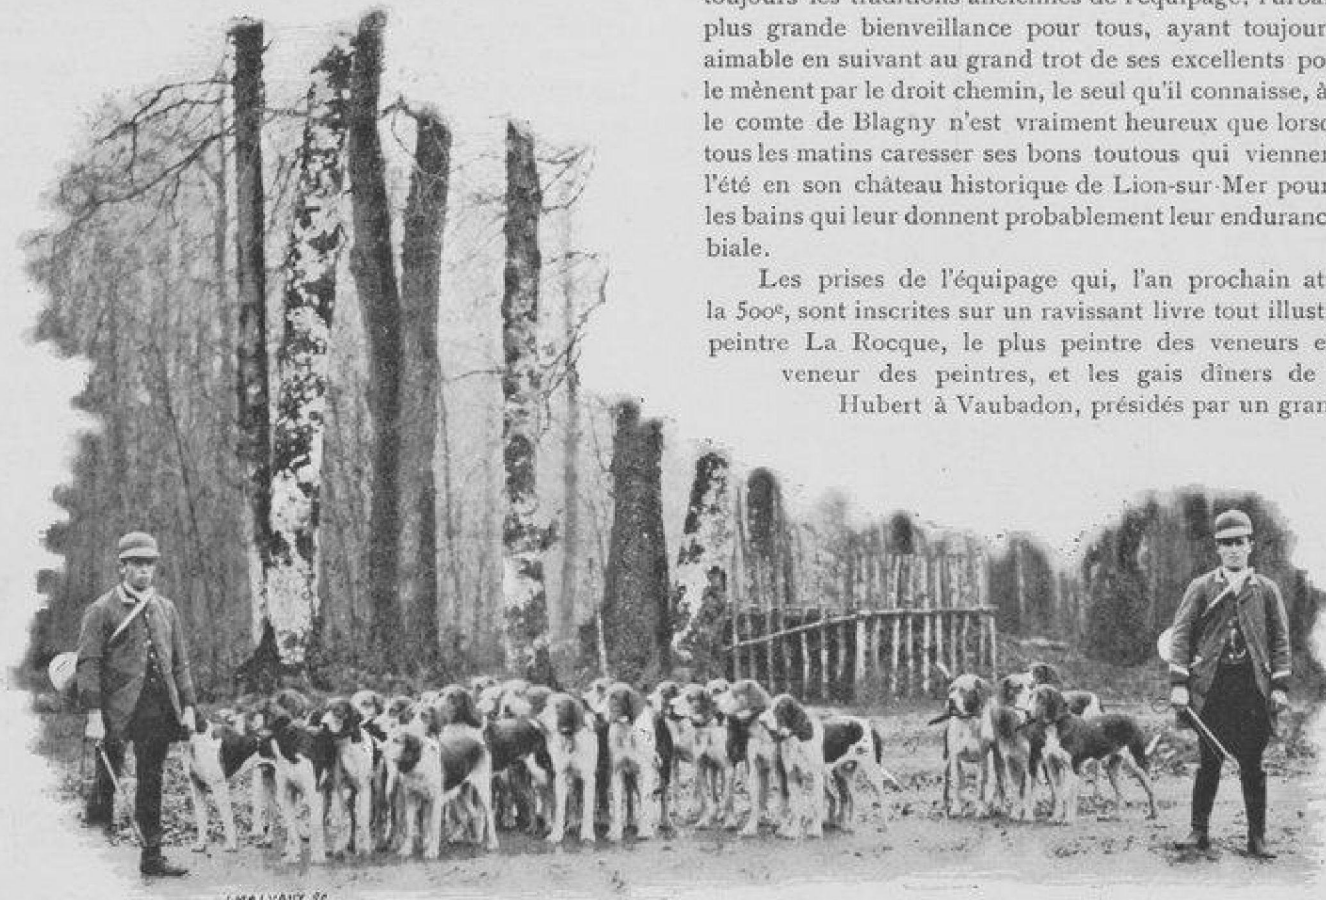 plus grande bienveillance pour tous, ayant toujour
aimable en suivant au grand trot de ses excellents po
le mènent par le droit chemin, le seul qu'il connaisse, à
le comte de Blagny n'est vraiment heureux que lorsq
tous les matins caresser ses bons toutous qui viennen
l'été en son château historique de Lion-sur-Mer pour
les bains qui leur donnent probablement leur enduranc
biale.
Les prises de l'équipage qui, l'an prochain at
la 500e, sont inscrites sur un ravissant livre tout illust
peintre La Rocque, le plus peintre des veneurs e
veneur des peintres, et les gais dîners de
Hubert à Vaubadon, présidés par un gran